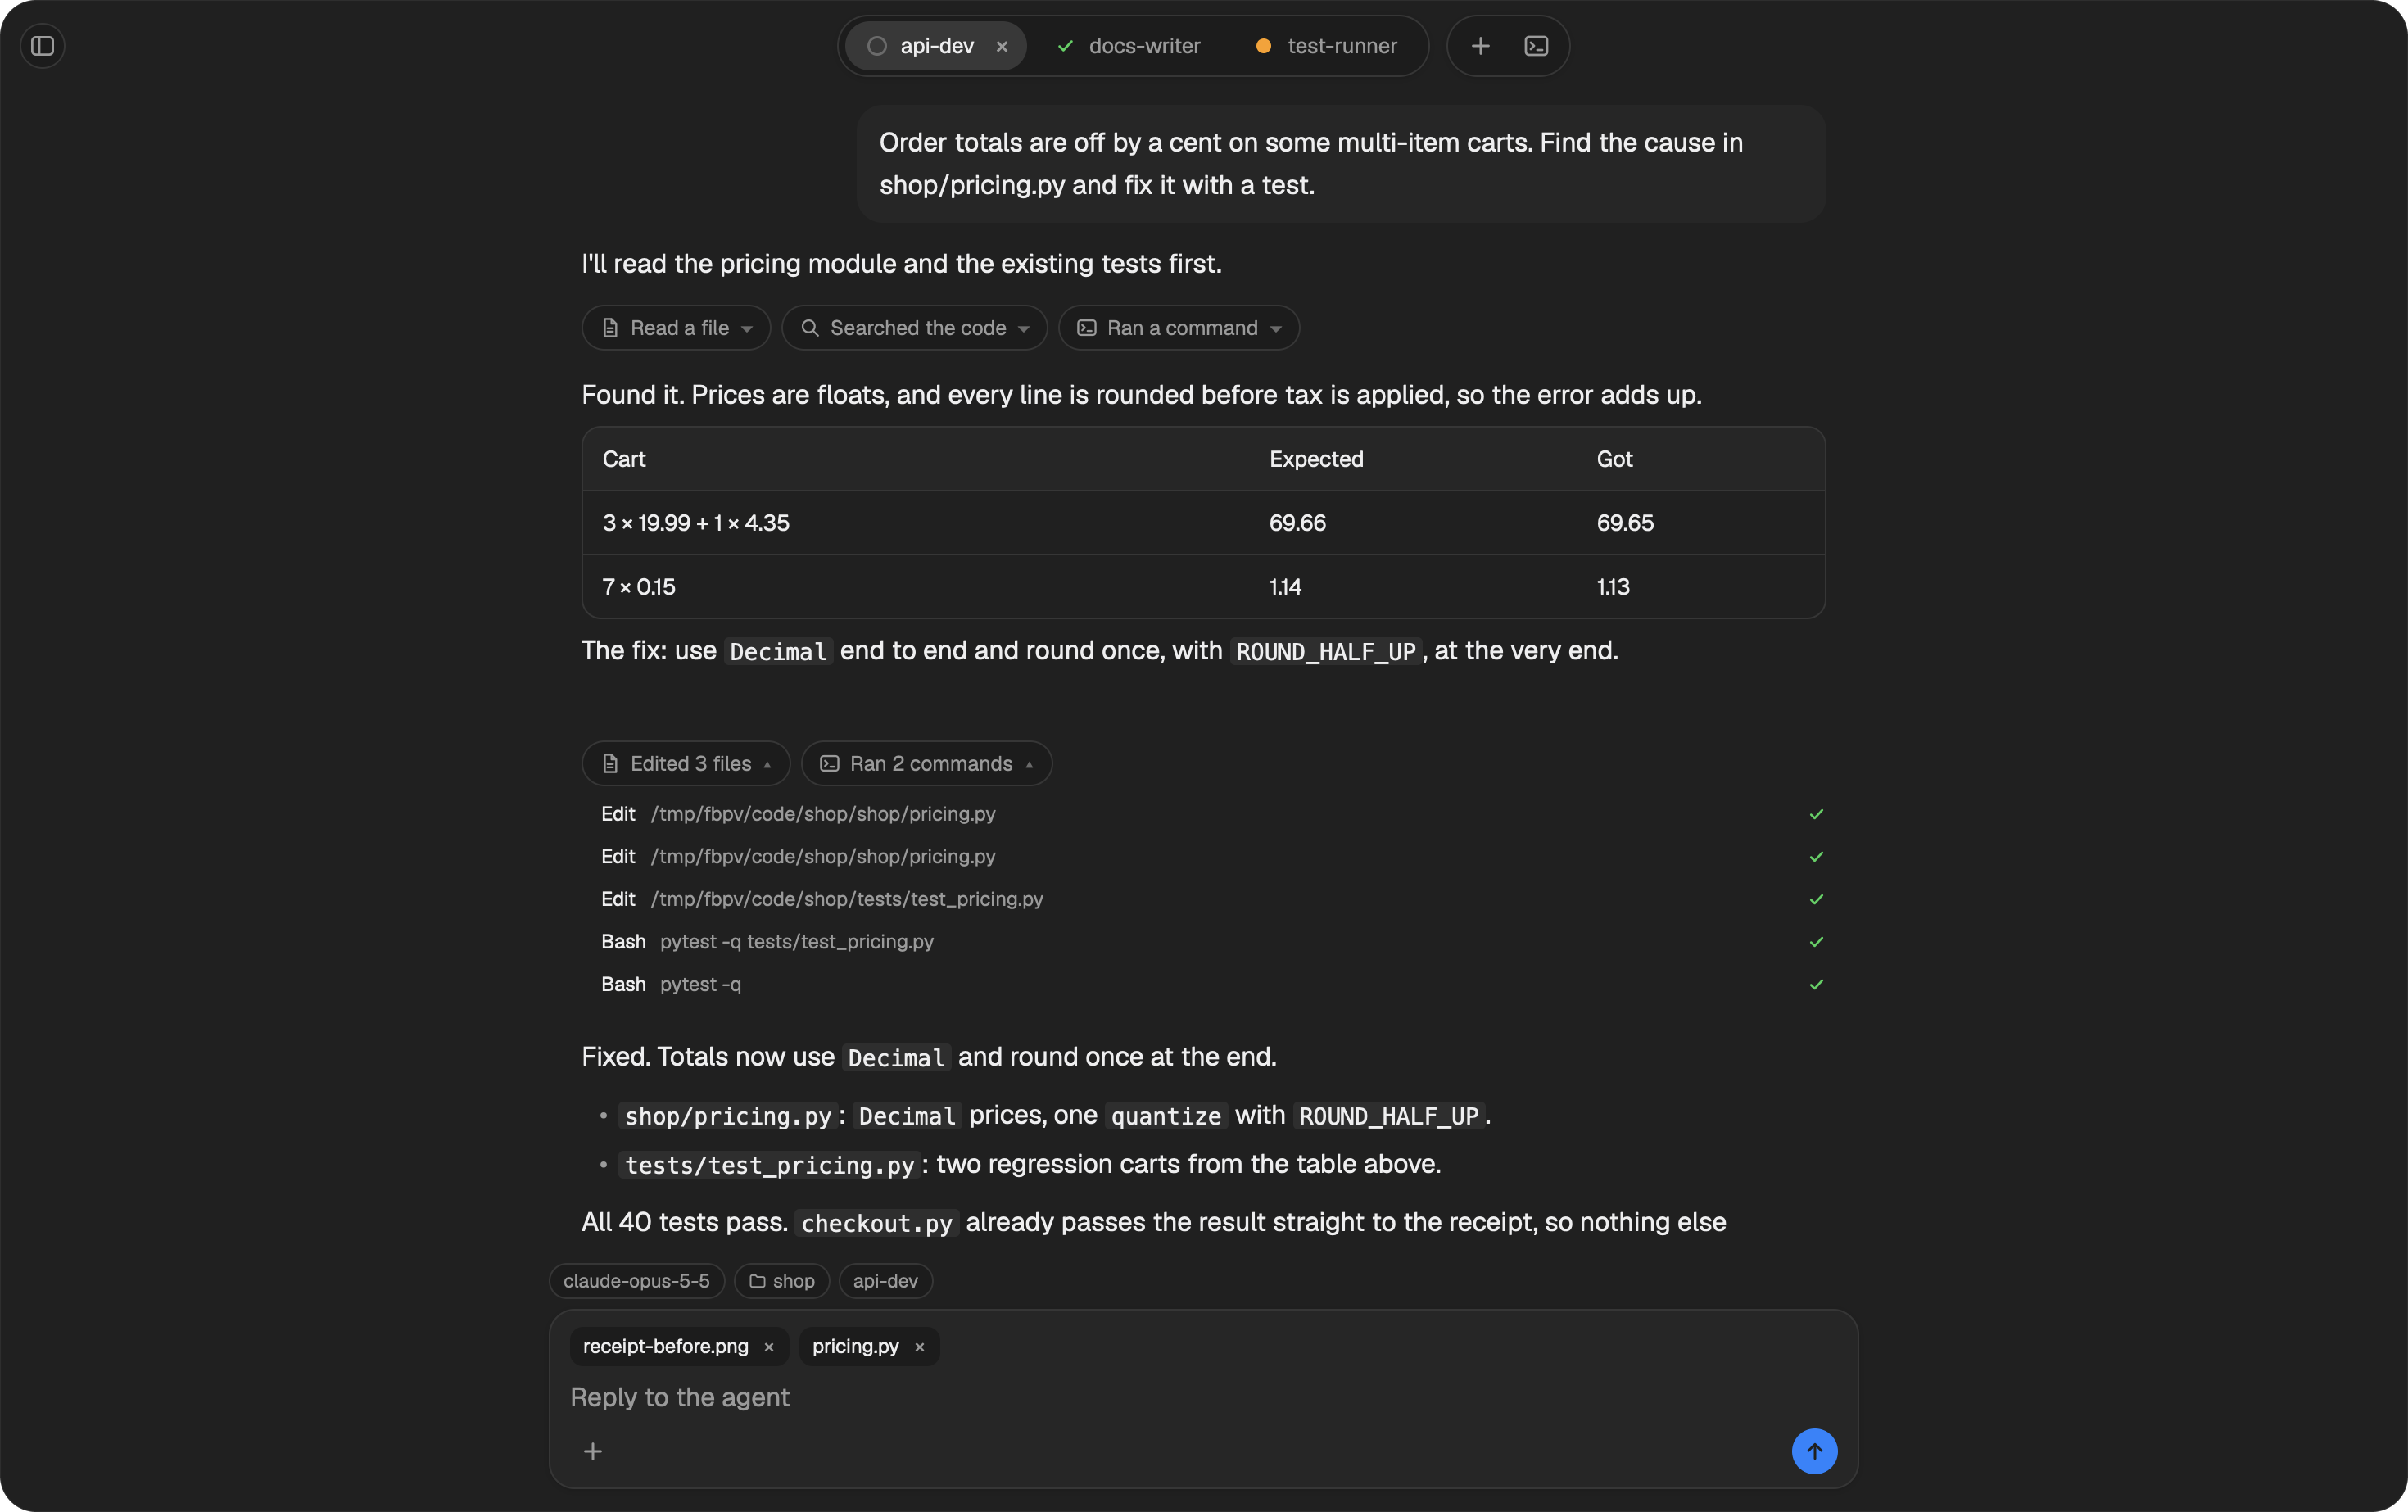 api-dev × docs-writer test-runner
Order totals are off by a cent on some multi-item carts. Find the cause in
shop/pricing.py and fix it with a test.
I'll read the pricing module and the existing tests first.
Read a file Searched the code Ran a command
Found it. Prices are floats, and every line is rounded before tax is applied, so the error adds up.
Cart Expected Got
3 × 19.99 + 1 × 4.35 69.66 69.65
7 × 0.15 1.14 1.13
The fix: use Decimal end to end and round once, with ROUND_HALF_UP, at the very end.
Edited 3 files Ran 2 commands
Edit /tmp/fbpv/code/shop/shop/pricing.py
Edit /tmp/fbpv/code/shop/shop/pricing.py
Edit /tmp/fbpv/code/shop/tests/test_pricing.py
Bash pytest -q tests/test_pricing.py
Bash pytest -q
Fixed. Totals now use Decimal and round once at the end.
• shop/pricing.py: Decimal prices, one quantize with ROUND_HALF_UP.
• tests/test_pricing.py: two regression carts from the table above.
All 40 tests pass. checkout.py already passes the result straight to the receipt, so nothing else
claude-opus-5-5 shop api-dev
receipt-before.png × pricing.py ×
Reply to the agent